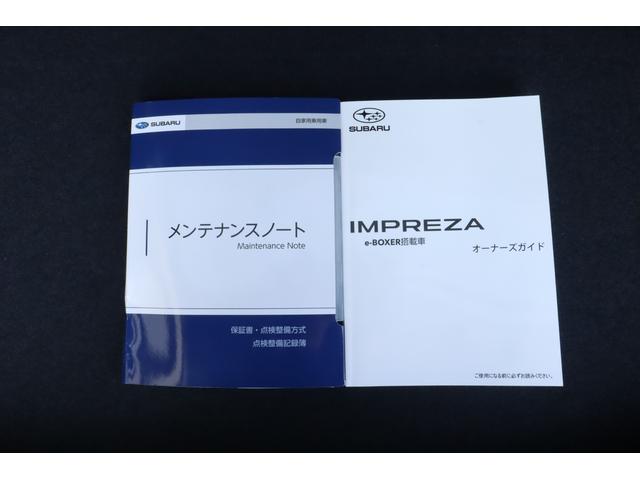 SUBARU
自家用乗用車
メンテナンスノート
Maintenance Note
保証書・点検整備方式
点検整備記録簿
SUBARU
IMPREZA
e-BOXER搭載車
オーナーズガイド
ご使用になる前に必ずお読みください。